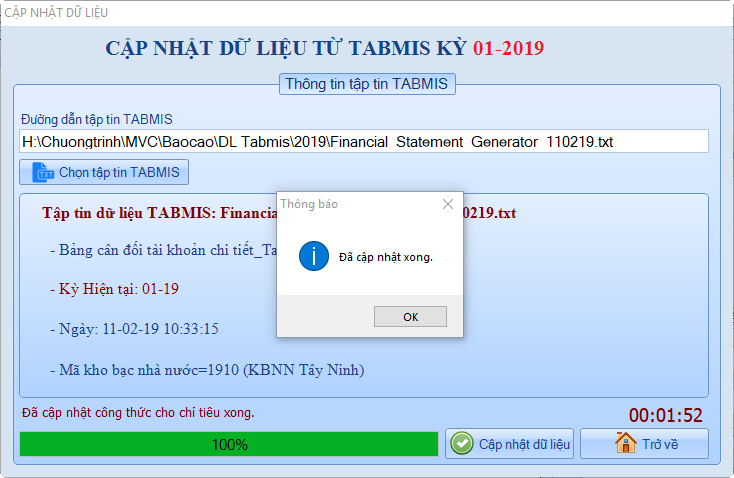 CẬP NHẬT DỮ LIỆU
CẬP NHẬT DỮ LIỆU TỪ TABMIS KỲ 01-2019
Thông tin tập tin TABMIS
Đường dẫn tập tin TABMIS
H:\Chuongtrinh\MVC\Baocao\DL Tabmis\2019\Financial Statement Generator 110219.txt
TXT Chọn tập tin TABMIS
Tập tin dữ liệu TABMIS: Financia 0219.txt
- Bảng cân đối tài khoản chi tiết_Ta
- Kỳ Hiện tại: 01-19
- Ngày: 11-02-19 10:33:15
- Mã kho bạc nhà nước=1910 (KBNN Tây Ninh)
Thông báo
Đã cập nhật xong.
OK
Đã cập nhật công thức cho chỉ tiêu xong.
00:01:52
100%
Cập nhật dữ liệu
Trở về